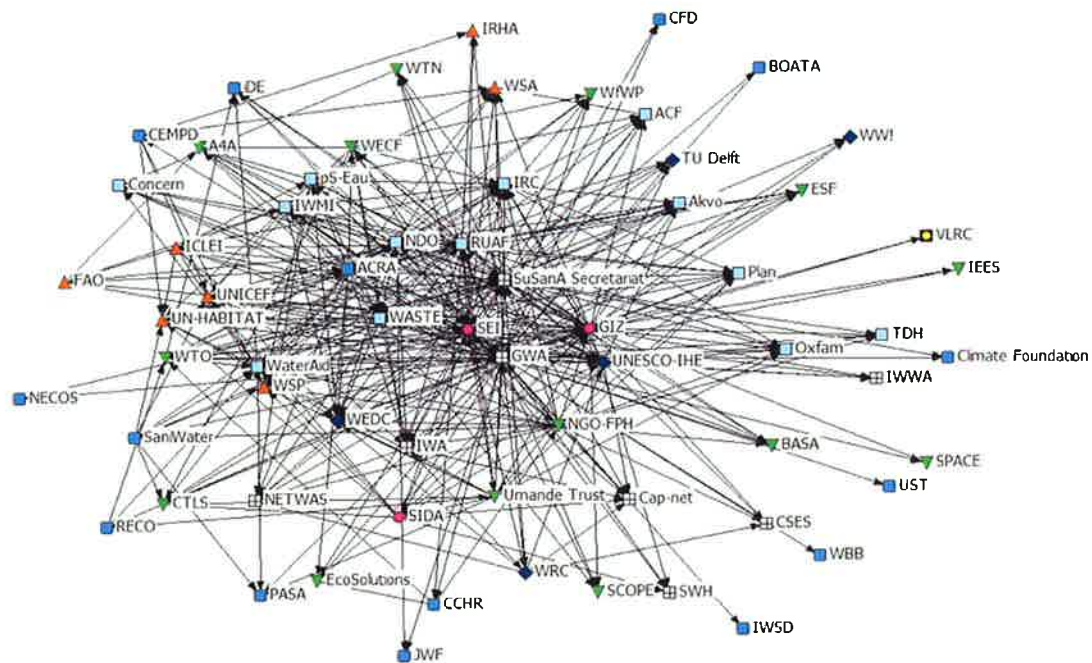 CFD
IRHA
BOATA
WTN
DE
WSA
WfWP
ACF
CEMPD
A4A
WECF
WW!
TU Delft
Concern
pS-Eau
IRC
ESF
IWMI
Akvo
VLRC
NDO
RUAF
ICLEI
IEES
ACRA
Plan
SuSanA Secretariat
FAO
UNICEF
UN-HABITAT
WASTE
SEI
GIZ
TDH
Oxfam
WTO
GWA
UNESCO-IHE
Climate Foundation
WaterAid
IWWA
WSP
NECOS
WEDC
NGO-FPH
SaniWater
IWA
BASA
SPACE
UST
CTLS
NETWAS
Umande Trust
Cap-net
SIDA
RECO
CSES
WBB
EcoSolutions
WRC
PASA
CCHR
SCOPE
SWH
IWSD
JWF